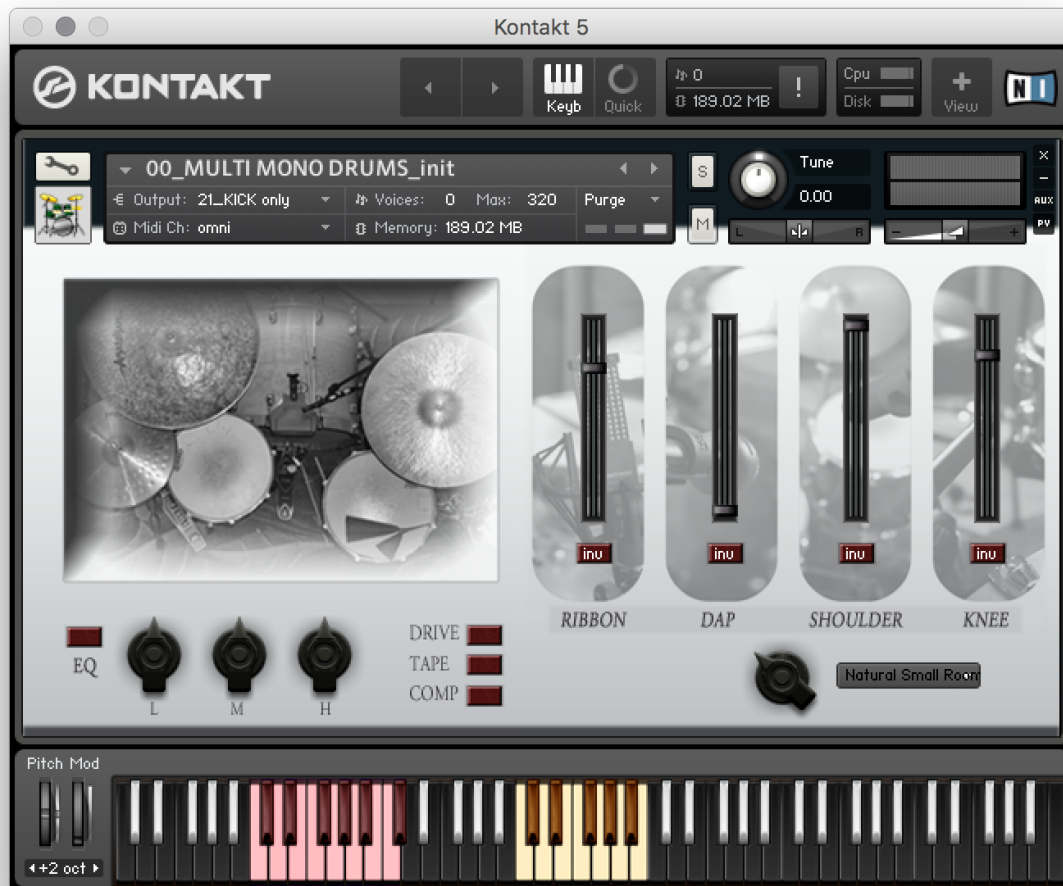 Kontakt 5
KONTAKT
Keyb
Quick
0
189.02 MB
!
Cpu
Disk
+
View
NI
00_MULTI MONO DRUMS_init
S
Tune
0.00
×
–
AUX
PV
Output: 21_KICK only
Voices: 0 Max: 320
Purge
Midi Ch: omni
Memory: 189.02 MB
M
L
R
–
+
inv
inv
inv
inv
RIBBON
DAP
SHOULDER
KNEE
EQ
L
M
H
DRIVE
TAPE
COMP
Natural Small Room
Pitch Mod
+2 oct